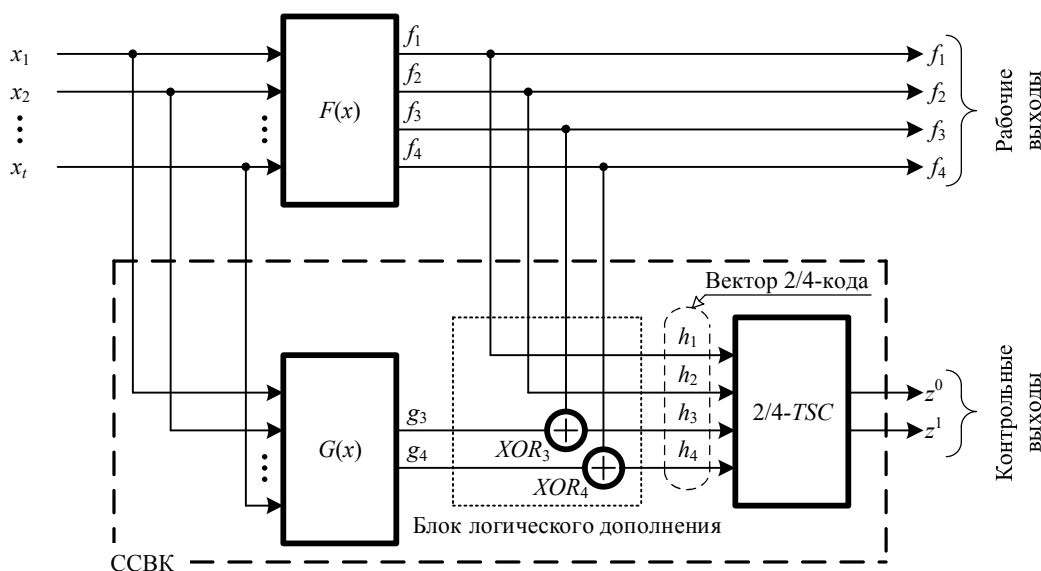 x1
x2
⋮
xt
F(x)
f1
f2
f3
f4
⋮
f1
f2
f3
f4
Рабочие
выходы
Вектор 2/4-кода
G(x)
⋮
g3
g4
XOR3
XOR4
h1
h2
h3
h4
2/4-TSC
z0
z1
Контрольные
выходы
Блок логического дополнения
ССВК